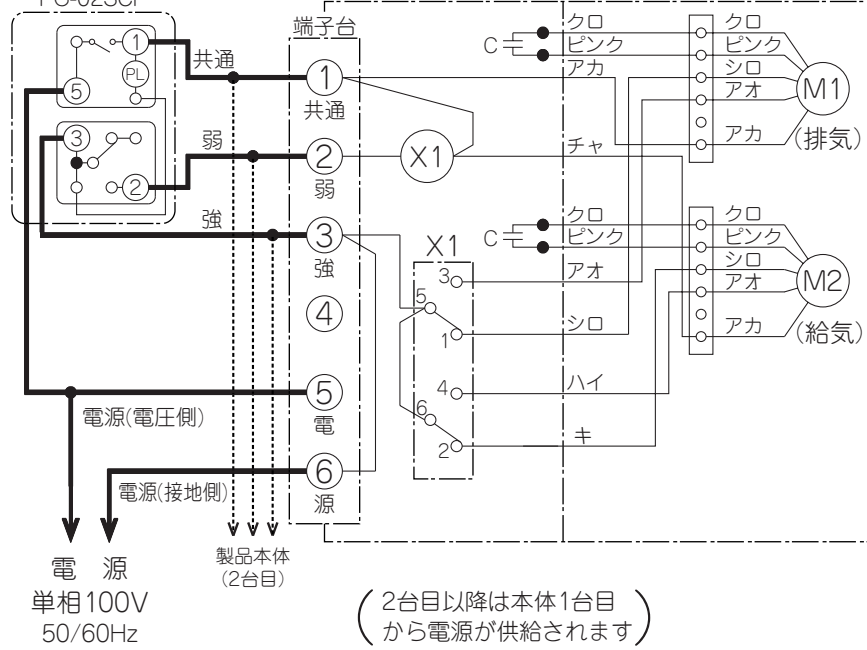 端子台
1
PL
5
3
2
共通
弱
強
1
共通
2
弱
3
強
4
5
電
6
源
X1
X1
3
5
1
4
6
2
C
クロ
ピンク
アカ
チャ
C
クロ
ピンク
アオ
シロ
ハイ
キ
クロ
ピンク
シロ
アオ
アカ
M1
(排気)
クロ
ピンク
シロ
アオ
アカ
M2
(給気)
電源(電圧側)
電源(接地側)
電 源
単相100V
50/60Hz
製品本体
(2台目)
(2台目以降は本体1台目
から電源が供給されます)